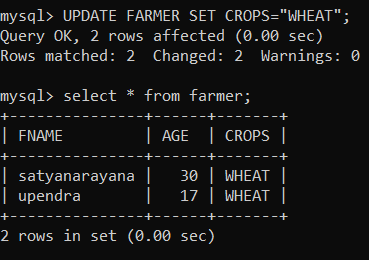 mysql> UPDATE FARMER SET CROPS="WHEAT";
Query OK, 2 rows affected (0.00 sec)
Rows matched: 2  Changed: 2  Warnings: 0

mysql> select * from farmer;
+---------------+------+-------+
| FNAME         | AGE  | CROPS |
+---------------+------+-------+
| satyanarayana |   30 | WHEAT |
| upendra       |   17 | WHEAT |
+---------------+------+-------+
2 rows in set (0.00 sec)